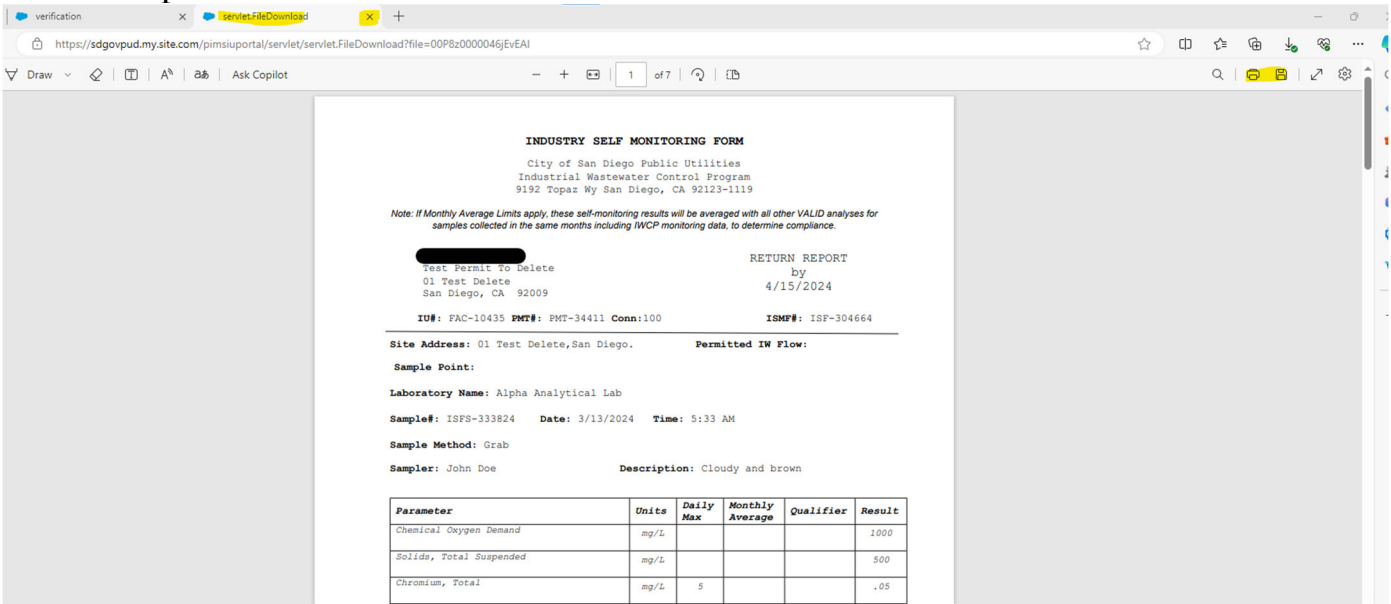 verification
servlet.FileDownload
https://sdgovpud.my.site.com/pimsiuportal/servlet/servlet.FileDownload?file=00P8z0000046jEvEAI
Draw
Ask Copilot
1 of 7
INDUSTRY SELF MONITORING FORM
City of San Diego Public Utilities
Industrial Wastewater Control Program
9192 Topaz Wy San Diego, CA 92123-1119
Note: If Monthly Average Limits apply, these self-monitoring results will be averaged with all other VALID analyses for
samples collected in the same months including IWCP monitoring data, to determine compliance.
Test Permit To Delete
01 Test Delete
San Diego, CA 92009
RETURN REPORT
by
4/15/2024
IU#: FAC-10435 PMT#: PMT-34411 Conn:100 ISMF#: ISF-304664
Site Address: 01 Test Delete,San Diego. Permitted IW Flow:
Sample Point:
Laboratory Name: Alpha Analytical Lab
Sample#: ISFS-333824 Date: 3/13/2024 Time: 5:33 AM
Sample Method: Grab
Sampler: John Doe Description: Cloudy and brown
Parameter Units Daily Max Monthly Average Qualifier Result
Chemical Oxygen Demand mg/L 1000
Solids, Total Suspended mg/L 500
Chromium, Total mg/L 5 .05